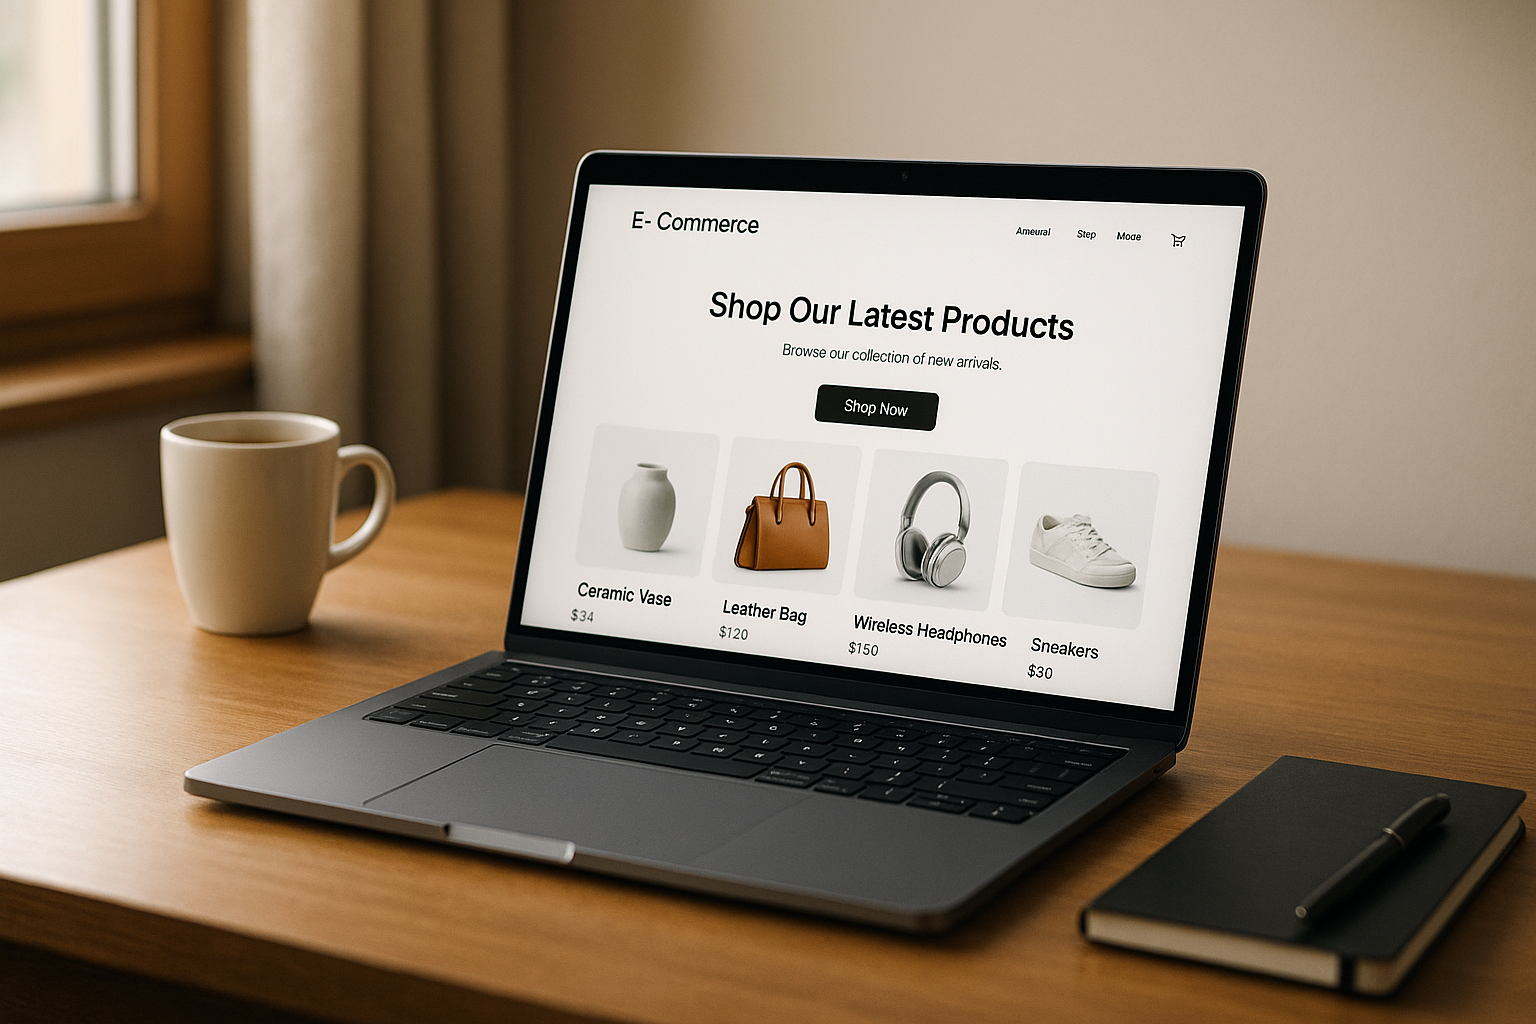 E- Commerce
Ameural Step Mode
Shop Our Latest Products
Browse our collection of new arrivals.
Shop Now
Ceramic Vase
$34
Leather Bag
$120
Wireless Headphones
$150
Sneakers
$30